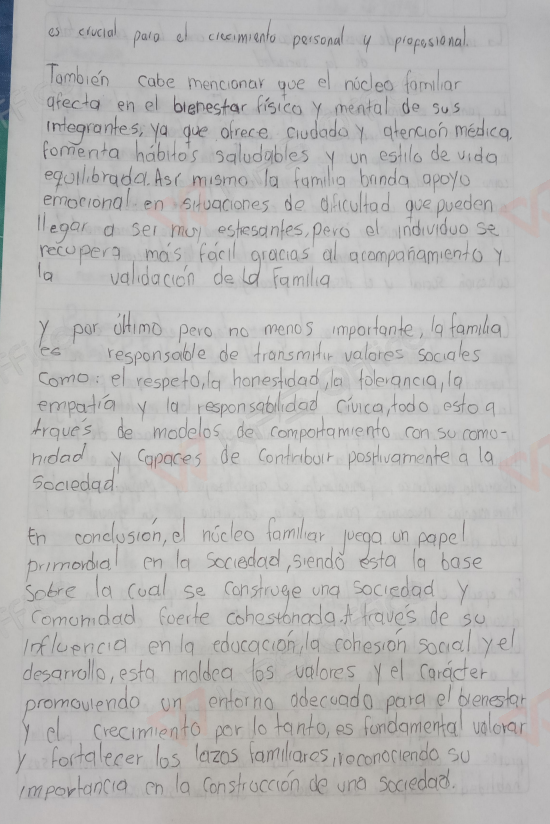 es crucial para el crecimiento personal y profesional.
También cabe mencionar que el núcleo familiar
afecta en el bienestar físico y mental de sus
integrantes, ya que ofrece ciudado y atención médica,
fomenta hábitos saludables y un estilo de vida
equilibrada. Así mismo la familia brinda apoyo
emocional en situaciones de dificultad que pueden
llegar a ser muy estresantes, pero el individuo se
recupera más fácil gracias al acompañamiento y
la validación de la familia
Y por último pero no menos importante, la familia
es responsable de transmitir valores sociales
como: el respeto, la honestidad, la tolerancia, la
empatía y la responsabilidad cívica, todo esto a
través de modelos de comportamiento con su comu-
nidad y capaces de contribuir positivamente a la
sociedad
En conclusión, el núcleo familiar juega un papel
primordial en la sociedad, siendo esta la base
sobre la cual se construye una sociedad y
comunidad fuerte cohesionada. través de su
influencia en la educación, la cohesión social y el
desarrollo, esta moldea los valores y el carácter
promoviendo un entorno adecuado para el bienestar
y el crecimiento por lo tanto, es fundamental valorar
y fortalecer los lazos familiares, reconociendo su
importancia en la construcción de una sociedad.